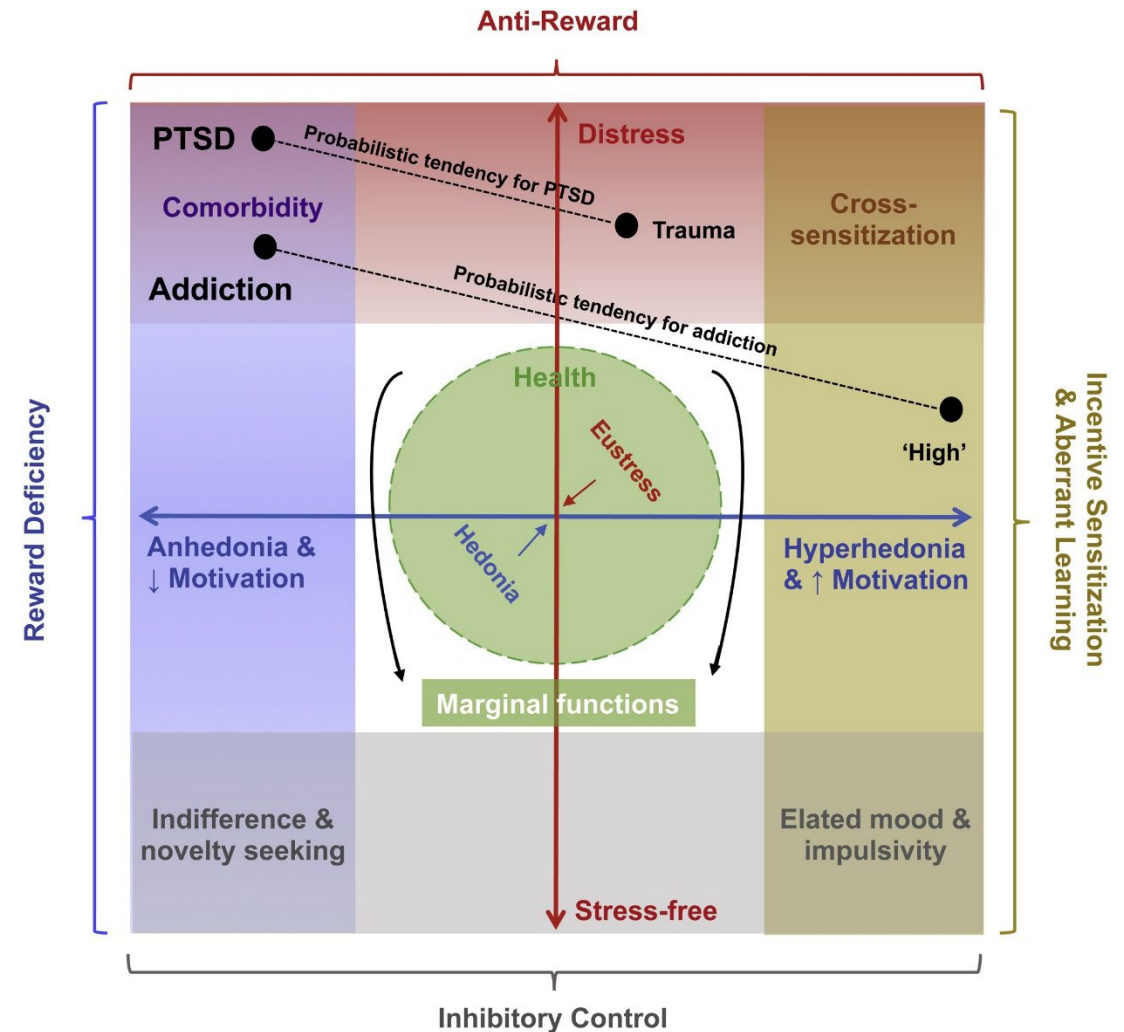 Anti-Reward
Distress
PTSD
Probabilistic tendency for PTSD
Comorbidity
Trauma
Cross-
sensitization
Addiction
Probabilistic tendency for addiction
Health
'High'
Eustress
Hedonia
Reward Deficiency
Incentive Sensitization
& Aberrant Learning
Anhedonia &
↓ Motivation
Hyperhedonia
& ↑ Motivation
Marginal functions
Indifference &
novelty seeking
Elated mood &
impulsivity
Stress-free
Inhibitory Control